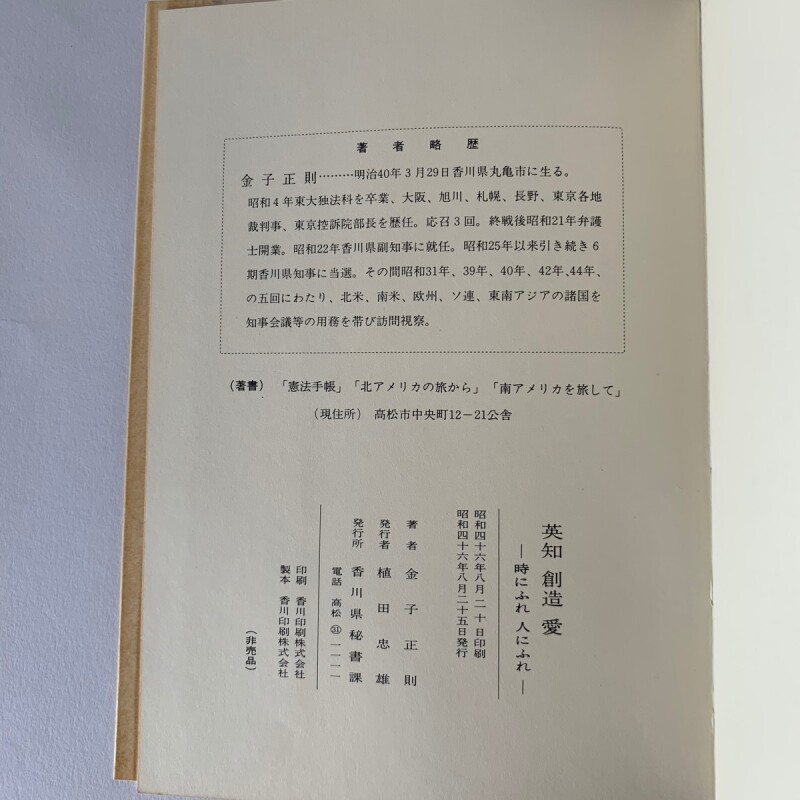 著者略歴
金子正則………明治40年3月29日香川県丸亀市に生る。
昭和4年東大独法科を卒業、大阪、旭川、札幌、長野、東京各地
裁判事、東京控訴院部長を歴任。応召3回。終戦後昭和21年弁護
士開業。昭和22年香川県副知事に就任。昭和25年以来引き続き6
期香川県知事に当選。その間昭和31年、39年、40年、42年、44年、
の五回にわたり、北米、南米、欧州、ソ連、東南アジアの諸国を
知事会議等の用務を帯び訪問視察。
(著書) 「憲法手帳」「北アメリカの旅から」「南アメリカを旅して」
(現住所) 高松市中央町12−21公舎
英知 創造 愛
―時にふれ 人にふれ―
昭和四十六年八月二十日印刷
昭和四十六年八月二十五日発行
著者 金子正則
発行者 植田忠雄
発行所 香川県秘書課
電話 高松㉛一一一一
印刷 香川印刷株式会社
製本 香川印刷株式会社
(非売品)